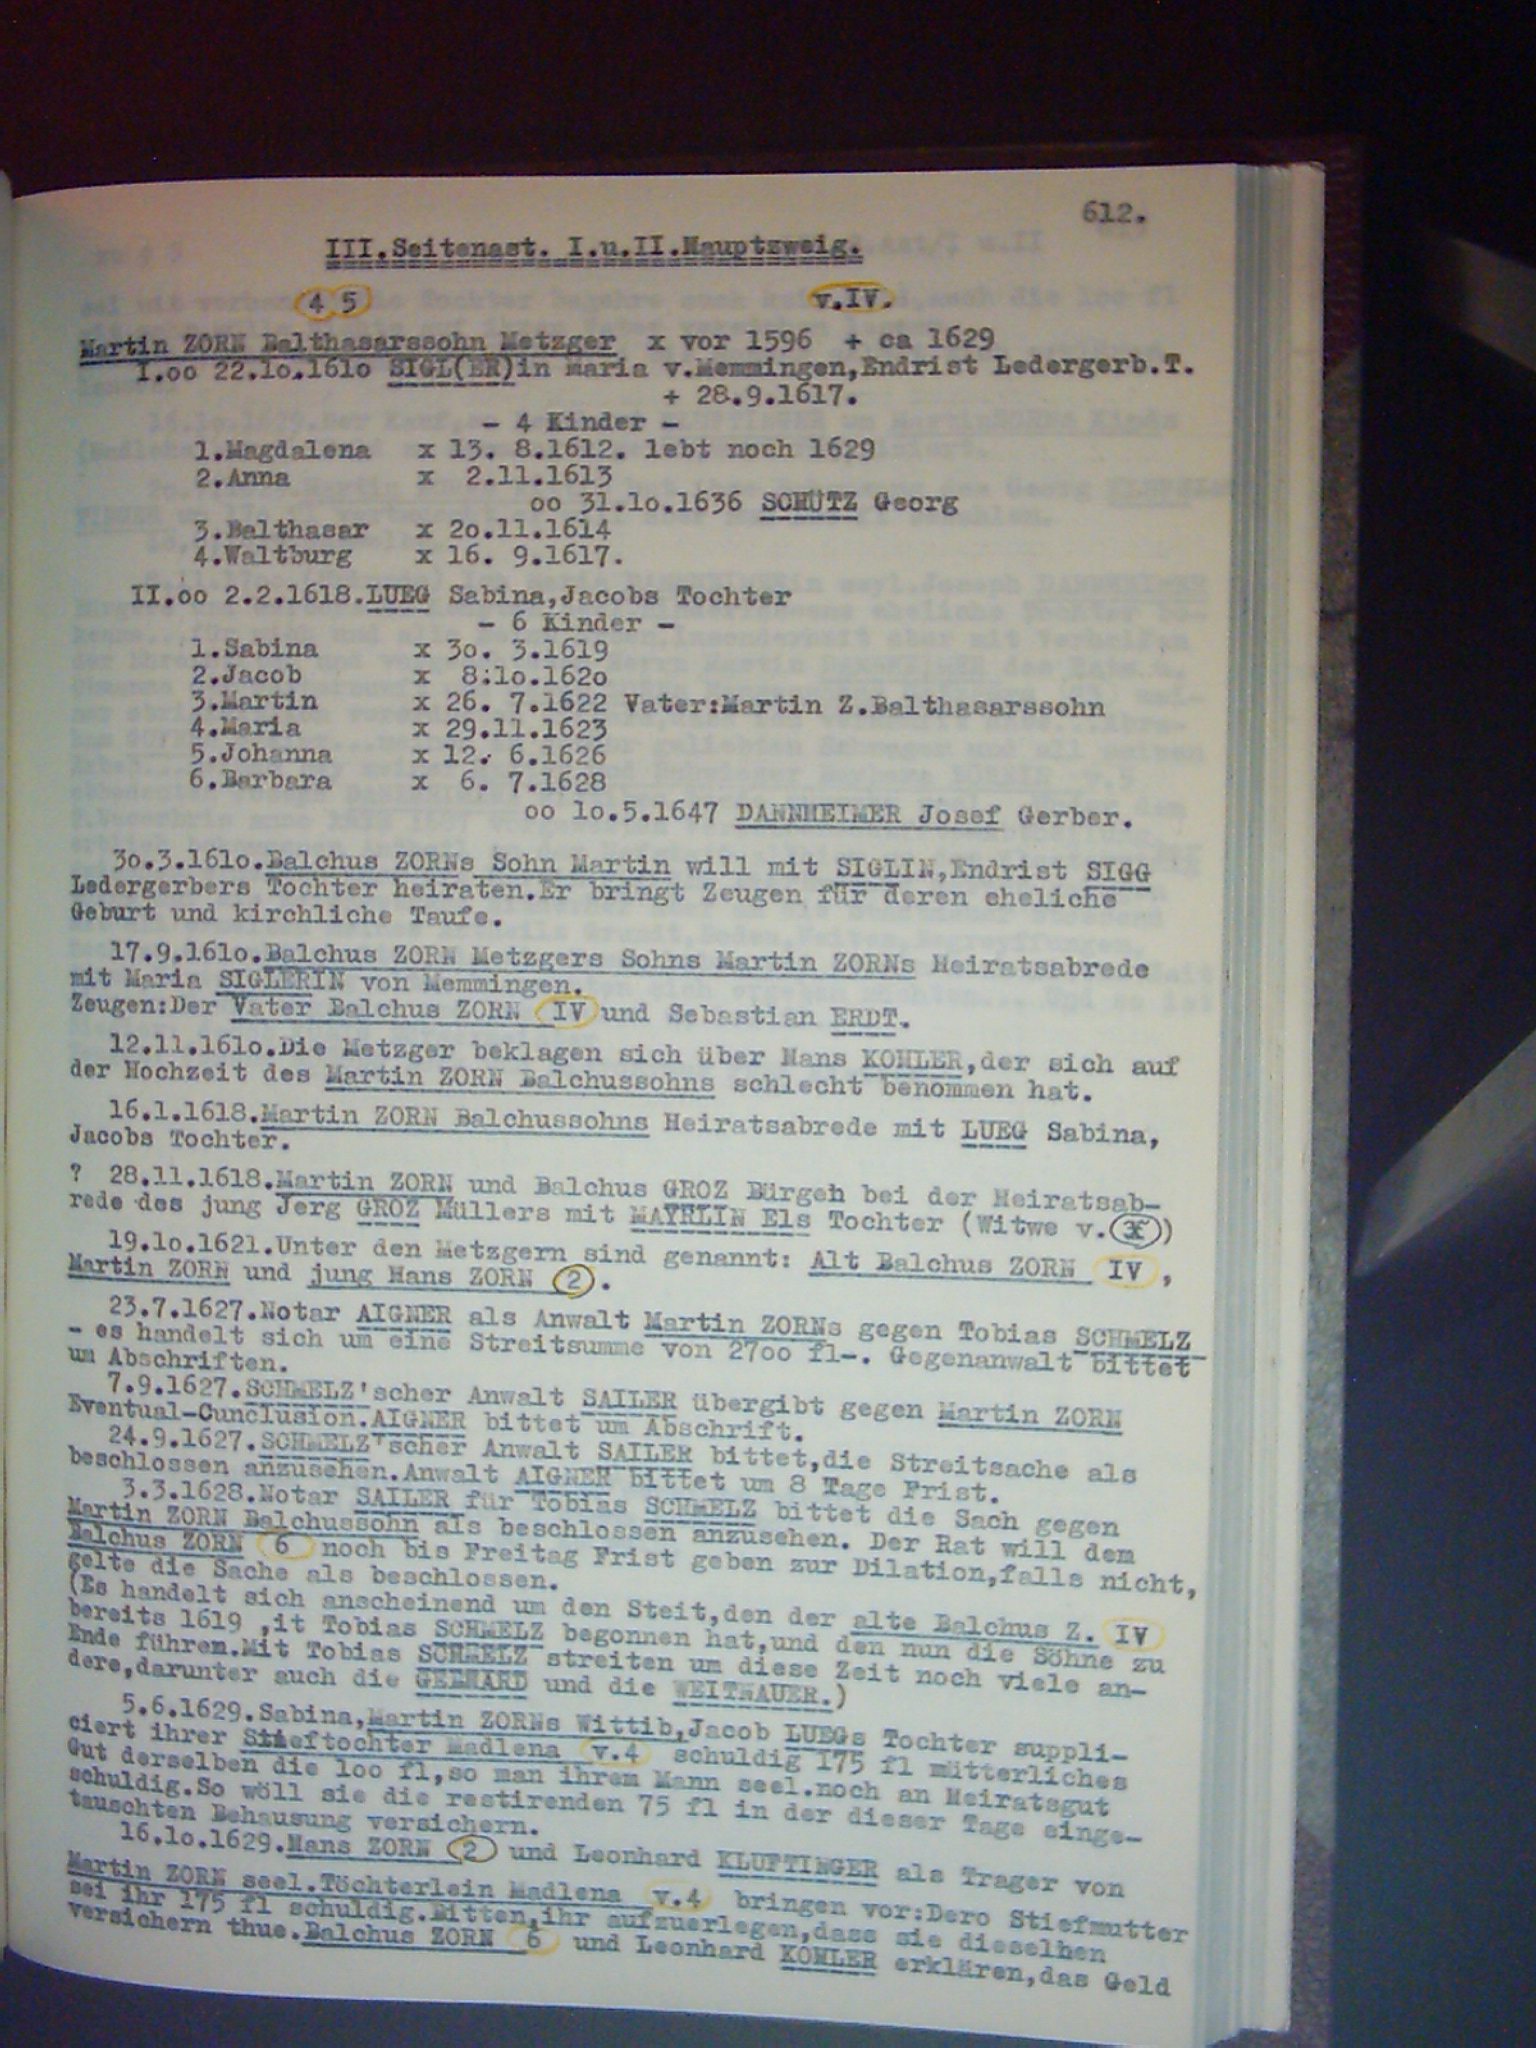 612.
III.Seitenast. I.u.II.Hauptzweig.
4 5 v.IV.
Martin ZORN Balthasarssohn Metzger x vor 1596 + ca 1629
I.oo 22.lo.161o SIGL(ER)in Maria v.Memmingen,Endrist Ledergerb.T.
+ 28.9.1617.
- 4 Kinder -
1.Magdalena x 13. 8.1612. lebt noch 1629
2.Anna x 2.11.1613
oo 31.lo.1636 SCHÜTZ Georg
3.Balthasar x 2o.11.1614
4.Waltburg x 16. 9.1617.
II.oo 2.2.1618.LUEG Sabina,Jacobs Tochter
- 6 Kinder -
1.Sabina x 3o. 3.1619
2.Jacob x 8.lo.162o
3.Martin x 26. 7.1622 Vater:Martin Z.Balthasarssohn
4.Maria x 29.11.1623
5.Johanna x 12. 6.1626
6.Barbara x 6. 7.1628
oo lo.5.1647 DANNHEIMER Josef Gerber.
3o.3.161o.Balchus ZORNs Sohn Martin will mit SIGLIN,Endrist SIGG
Ledergerbers Tochter heiraten.Er bringt Zeugen für deren eheliche
Geburt und kirchliche Taufe.
17.9.161o.Balchus ZORN Metzgers Sohns Martin ZORNs Heiratsabrede
mit Maria SIGLERIN von Memmingen.
Zeugen:Der Vater Balchus ZORN IV und Sebastian ERDT.
12.11.161o.Die Metzger beklagen sich über Hans KOHLER,der sich auf
der Hochzeit des Martin ZORN Balchussohns schlecht benommen hat.
16.1.1618.Martin ZORN Balchussohns Heiratsabrede mit LUEG Sabina,
Jacobs Tochter.
? 28.11.1618.Martin ZORN und Balchus GROZ Bürgen bei der Heiratsab-
rede des jung Jerg GROZ Müllers mit MAYRLIN Els Tochter (Witwe v. )
19.lo.1621.Unter den Metzgern sind genannt: Alt Balchus ZORN IV ,
Martin ZORN und jung Hans ZORN 2 .
23.7.1627.Notar AIGNER als Anwalt Martin ZORNs gegen Tobias SCHMELZ
- es handelt sich um eine Streitsumme von 27oo fl-. Gegenanwalt bittet
um Abschriften.
7.9.1627.SCHMELZ'scher Anwalt SAILER übergibt gegen Martin ZORN
Eventual-Cunclusion.AIGNER bittet um Abschrift.
24.9.1627.SCHMELZ'scher Anwalt SAILER bittet,die Streitsache als
beschlossen anzusehen.Anwalt AIGNER bittet um 8 Tage Frist.
3.3.1628.Notar SAILER für Tobias SCHMELZ bittet die Sach gegen
Martin ZORN Balchussohn als beschlossen anzusehen. Der Rat will dem
Balchus ZORN 6 noch bis Freitag Frist geben zur Dilation,falls nicht,
gelte die Sache als beschlossen.
(Es handelt sich anscheinend um den Steit,den der alte Balchus Z. IV
bereits 1619 ,it Tobias SCHMELZ begonnen hat,und den nun die Söhne zu
Ende führem.Mit Tobias SCHMELZ streiten um diese Zeit noch viele an-
dere,darunter auch die GEBHARD und die WEITNAUER.)
5.6.1629.Sabina,Martin ZORNs Wittib,Jacob LUEGs Tochter suppli-
ciert ihrer Stieftochter Madlena v.4 schuldig 175 fl mütterliches
Gut derselben die loo fl,so man ihrem Mann seel.noch an Heiratsgut
schuldig.So wöll sie die restirenden 75 fl in der dieser Tage einge-
tauschten Behausung versichern.
16.lo.1629.Hans ZORN 2 und Leonhard KLUFTINGER als Trager von
Martin ZORN seel.Töchterlein Madlena v.4 bringen vor:Dero Stiefmutter
sei ihr 175 fl schuldig.Bitten,ihr aufzuerlegen,dass sie dieselben
versichern thue.Balchus ZORN 6 und Leonhard KOHLER erklären,das Geld